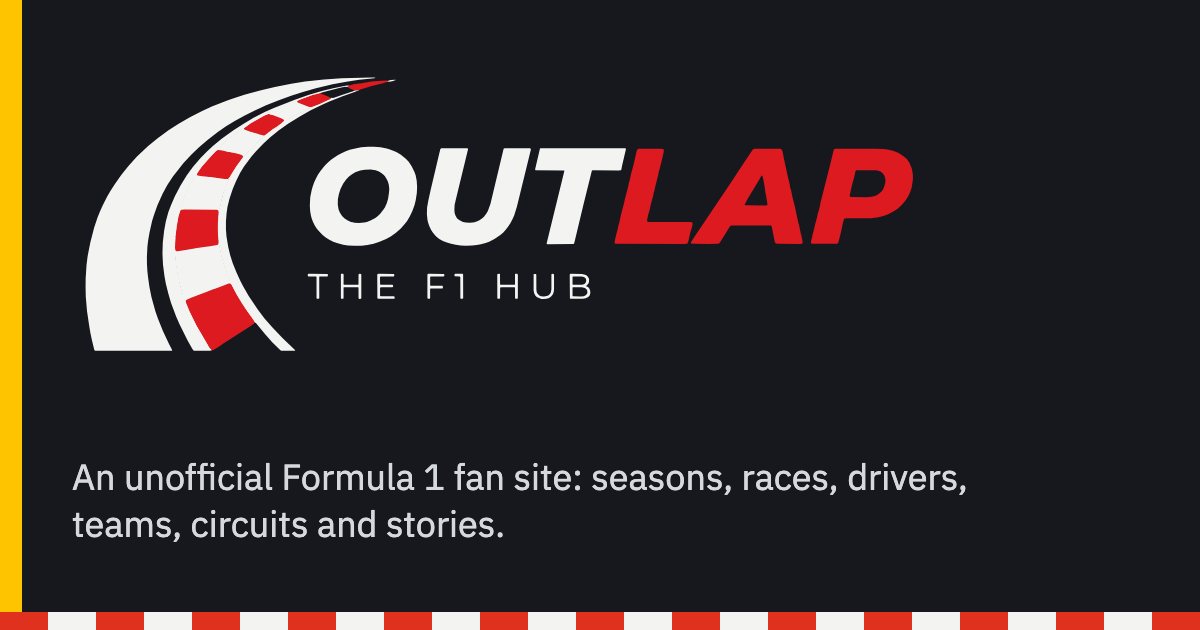 OUTLAP
THE F1 HUB
An unofficial Formula 1 fan site: seasons, races, drivers,
teams, circuits and stories.